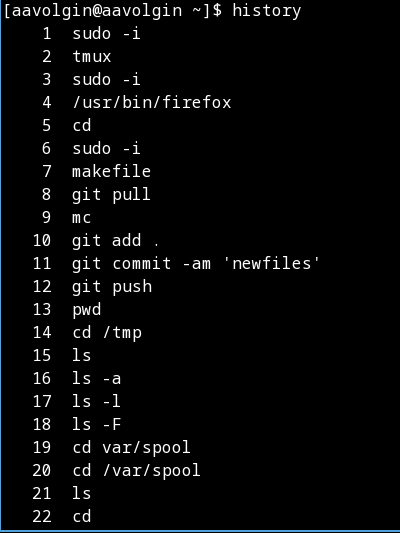 [aavolgin@aavolgin ~]$ history
1 sudo -i
2 tmux
3 sudo -i
4 /usr/bin/firefox
5 cd
6 sudo -i
7 makefile
8 git pull
9 mc
10 git add .
11 git commit -am 'newfiles'
12 git push
13 pwd
14 cd /tmp
15 ls
16 ls -a
17 ls -l
18 ls -F
19 cd var/spool
20 cd /var/spool
21 ls
22 cd